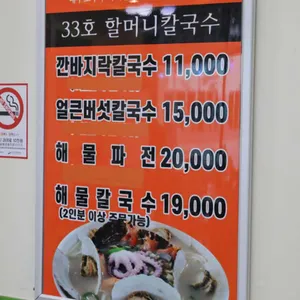 33호 할머니칼국수
깐바지락칼국수 11,000
얼큰버섯칼국수 15,000
해물파전 20,000
해물칼국수 19,000
(2인분 이상 주문가능)